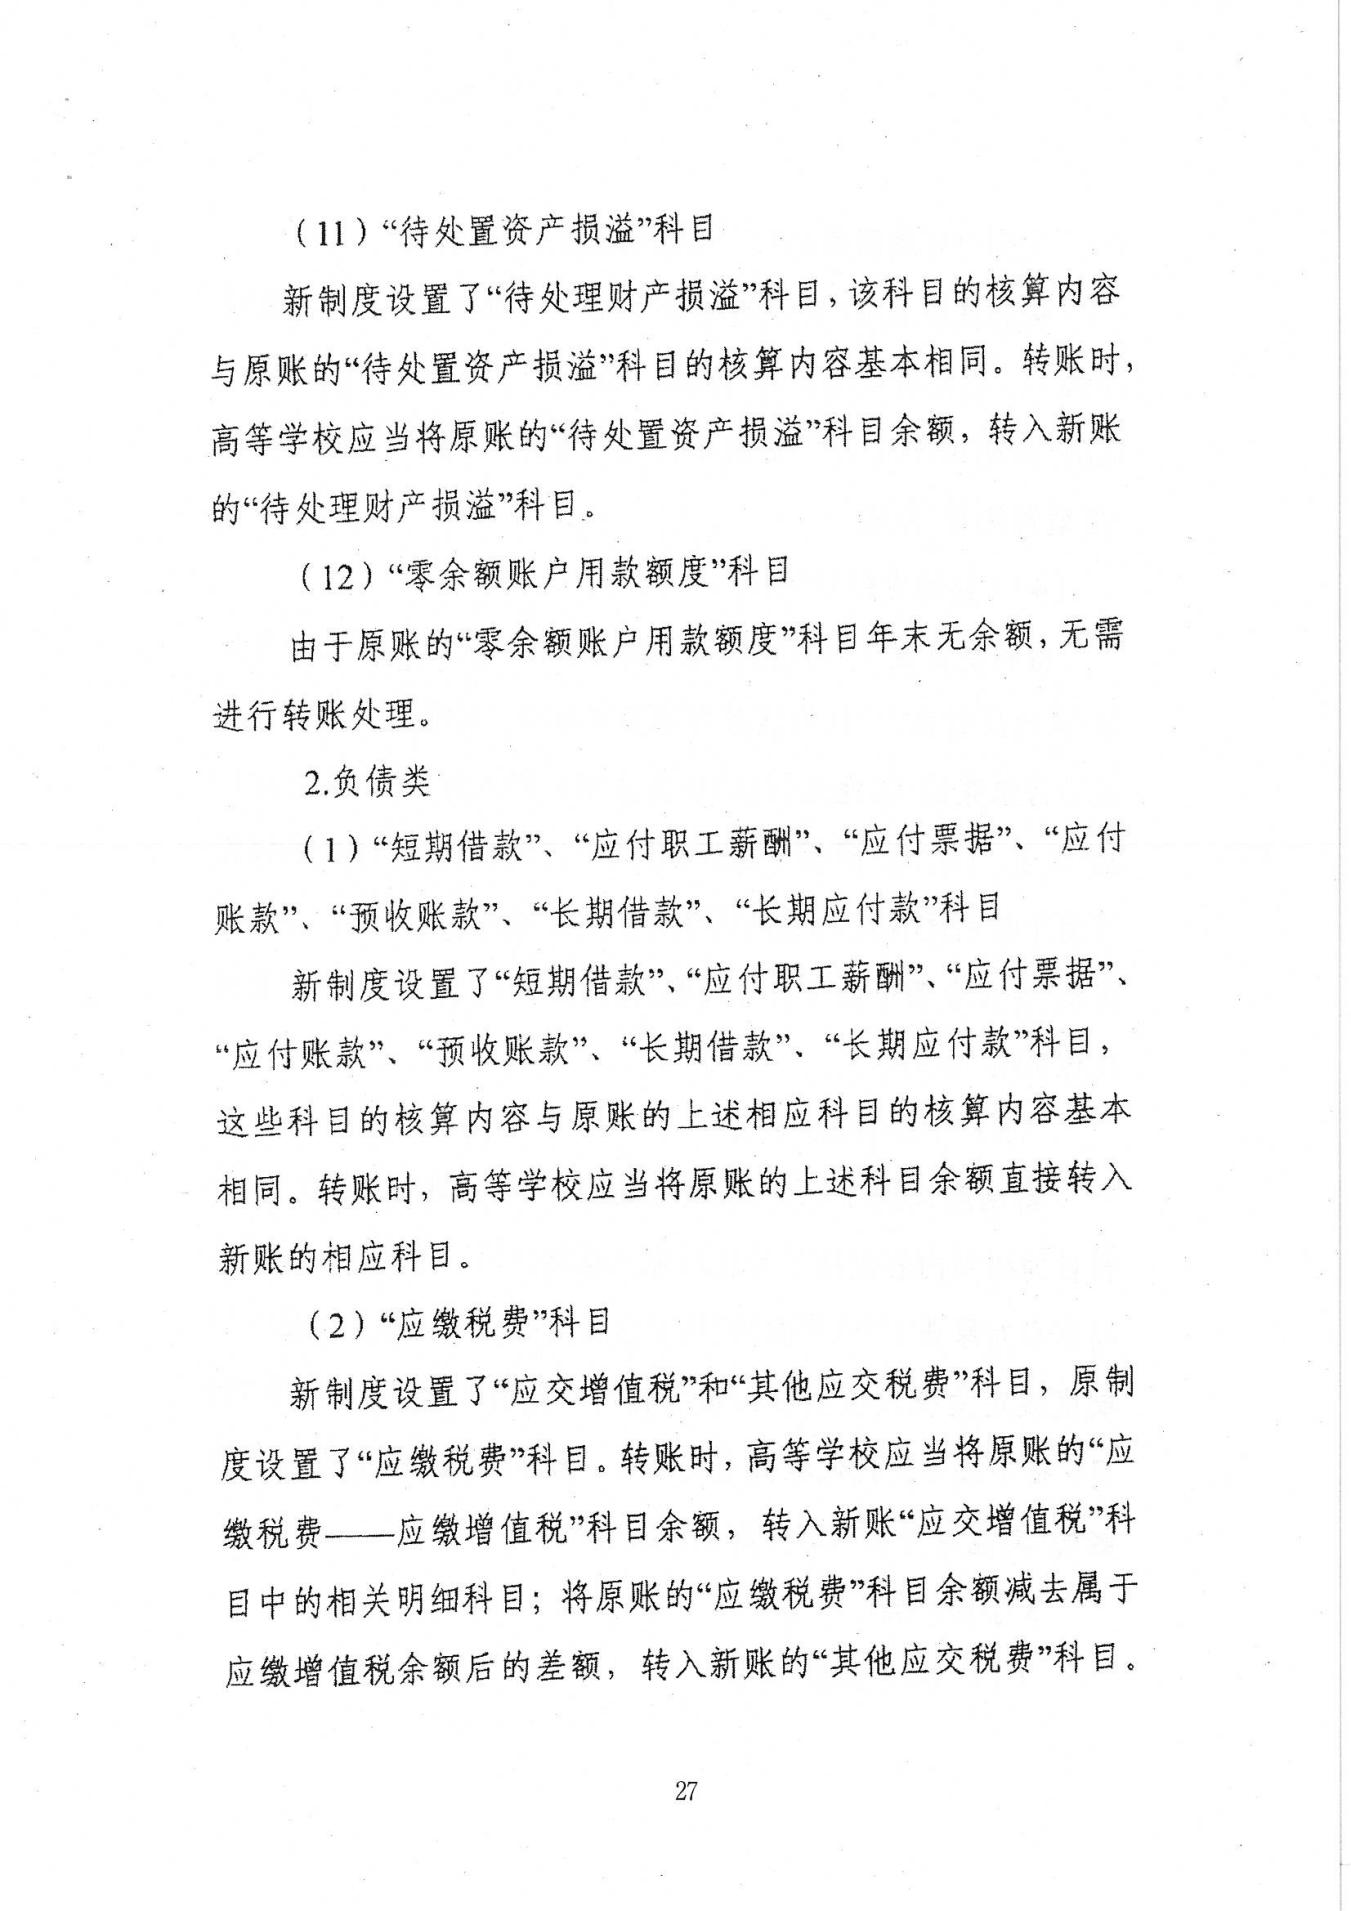 （11）“待处置资产损溢”科目
新制度设置了“待处理财产损溢”科目，该科目的核算内容
与原账的“待处置资产损溢”科目的核算内容基本相同。转账时，
高等学校应当将原账的“待处置资产损溢”科目余额，转入新账
的“待处理财产损溢”科目。
（12）“零余额账户用款额度”科目
由于原账的“零余额账户用款额度”科目年末无余额，无需
进行转账处理。
2.负债类
（1）“短期借款”、“应付职工薪酬”、“应付票据”、“应付
账款”、“预收账款”、“长期借款”、“长期应付款”科目
新制度设置了“短期借款”、“应付职工薪酬”、“应付票据”、
“应付账款”、“预收账款”、“长期借款”、“长期应付款”科目，
这些科目的核算内容与原账的上述相应科目的核算内容基本
相同。转账时，高等学校应当将原账的上述科目余额直接转入
新账的相应科目。
（2）“应缴税费”科目
新制度设置了“应交增值税”和“其他应交税费”科目，原制
度设置了“应缴税费”科目。转账时，高等学校应当将原账的“应
缴税费——应缴增值税”科目余额，转入新账“应交增值税”科
目中的相关明细科目；将原账的“应缴税费”科目余额减去属于
应缴增值税余额后的差额，转入新账的“其他应交税费”科目。
27